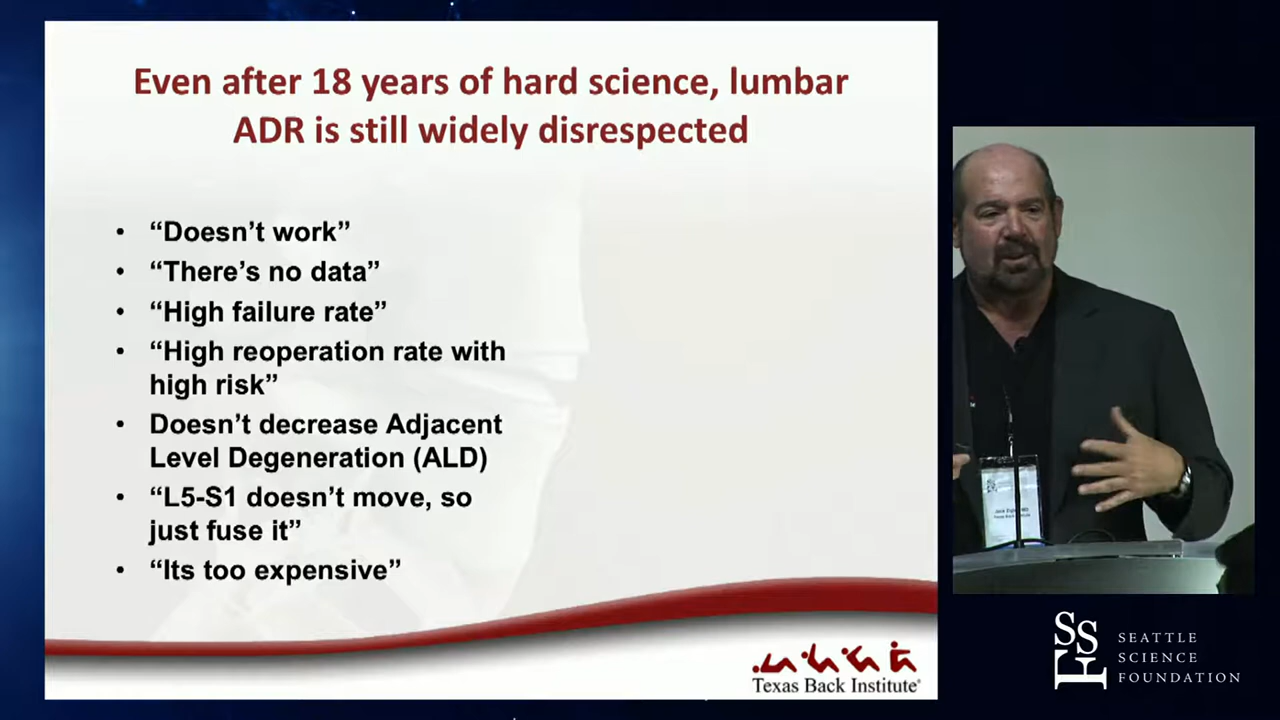 Even after 18 years of hard science, lumbar
ADR is still widely disrespected
• “Doesn’t work”
• “There’s no data”
• “High failure rate”
• “High reoperation rate with
high risk”
• Doesn’t decrease Adjacent
Level Degeneration (ALD)
• “L5-S1 doesn’t move, so
just fuse it”
• “Its too expensive”
Texas Back Institute®
SSF
SEATTLE
SCIENCE
FOUNDATION